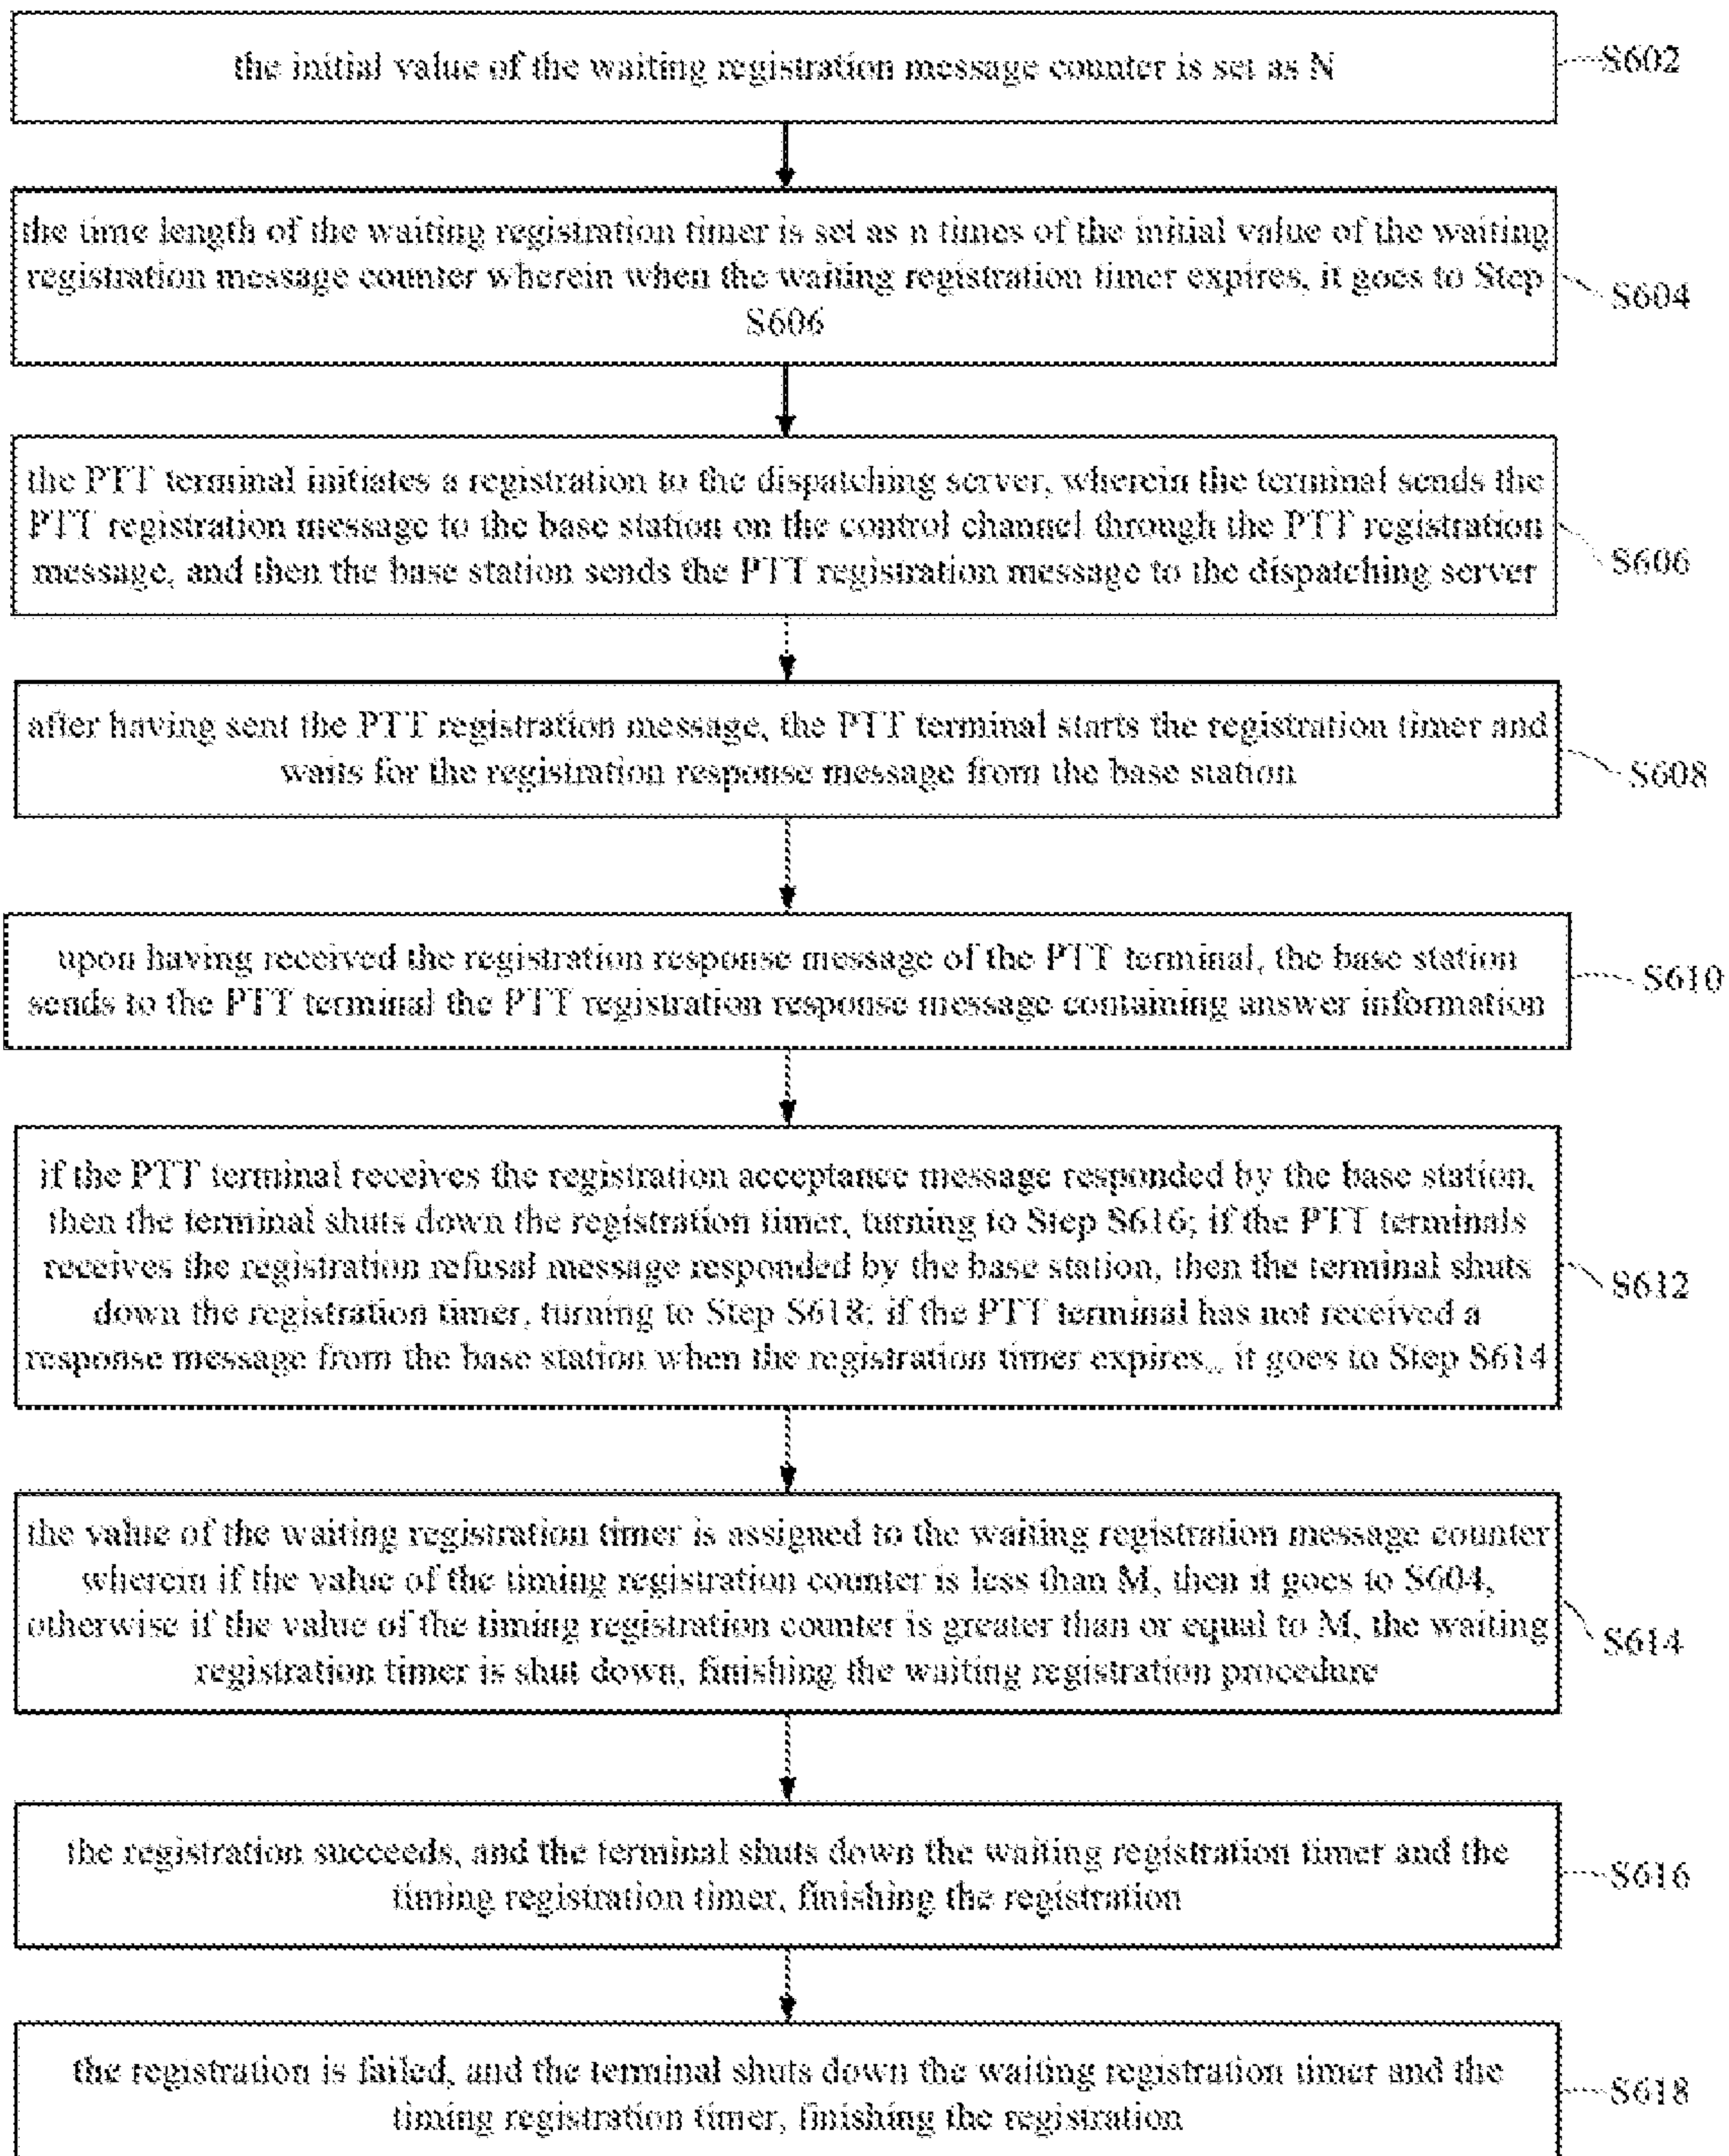 the initial value of the waiting registration message counter is set as N
S602
the time length of the waiting registration timer is set as n times of the initial value of the waiting
registration message counter wherein when the waiting registration timer expires, it goes to Step
S606
S604
the PTT terminal initiates a registration to the dispatching server, wherein the terminal sends the
PTT registration message to the base station on the control channel through the PTT registration
message, and then the base station sends the PTT registration message to the dispatching server
S606
after having sent the PTT registration message, the PTT terminal starts the registration timer and
waits for the registration response message from the base station
S608
upon having received the registration response message of the PTT terminal, the base station
sends to the PTT terminal the PTT registration response message containing answer information
S610
if the PTT terminal receives the registration acceptance message responded by the base station,
then the terminal shuts down the registration timer, turning to Step S616; if the PTT terminals
receives the registration refusal message responded by the base station, then the terminal shuts
down the registration timer, turning to Step S618; if the PTT terminal has not received a
response message from the base station when the registration timer expires,, it goes to Step S614
S612
the value of the waiting registration timer is assigned to the waiting registration message counter
wherein if the value of the timing registration counter is less than M, then it goes to S604,
otherwise if the value of the timing registration counter is greater than or equal to M, the waiting
registration timer is shut down, finishing the waiting registration procedure
S614
the registration succeeds, and the terminal shuts down the waiting registration timer and the
timing registration timer, finishing the registration
S616
the registration is failed, and the terminal shuts down the waiting registration timer and the
timing registration timer, finishing the registration
S618